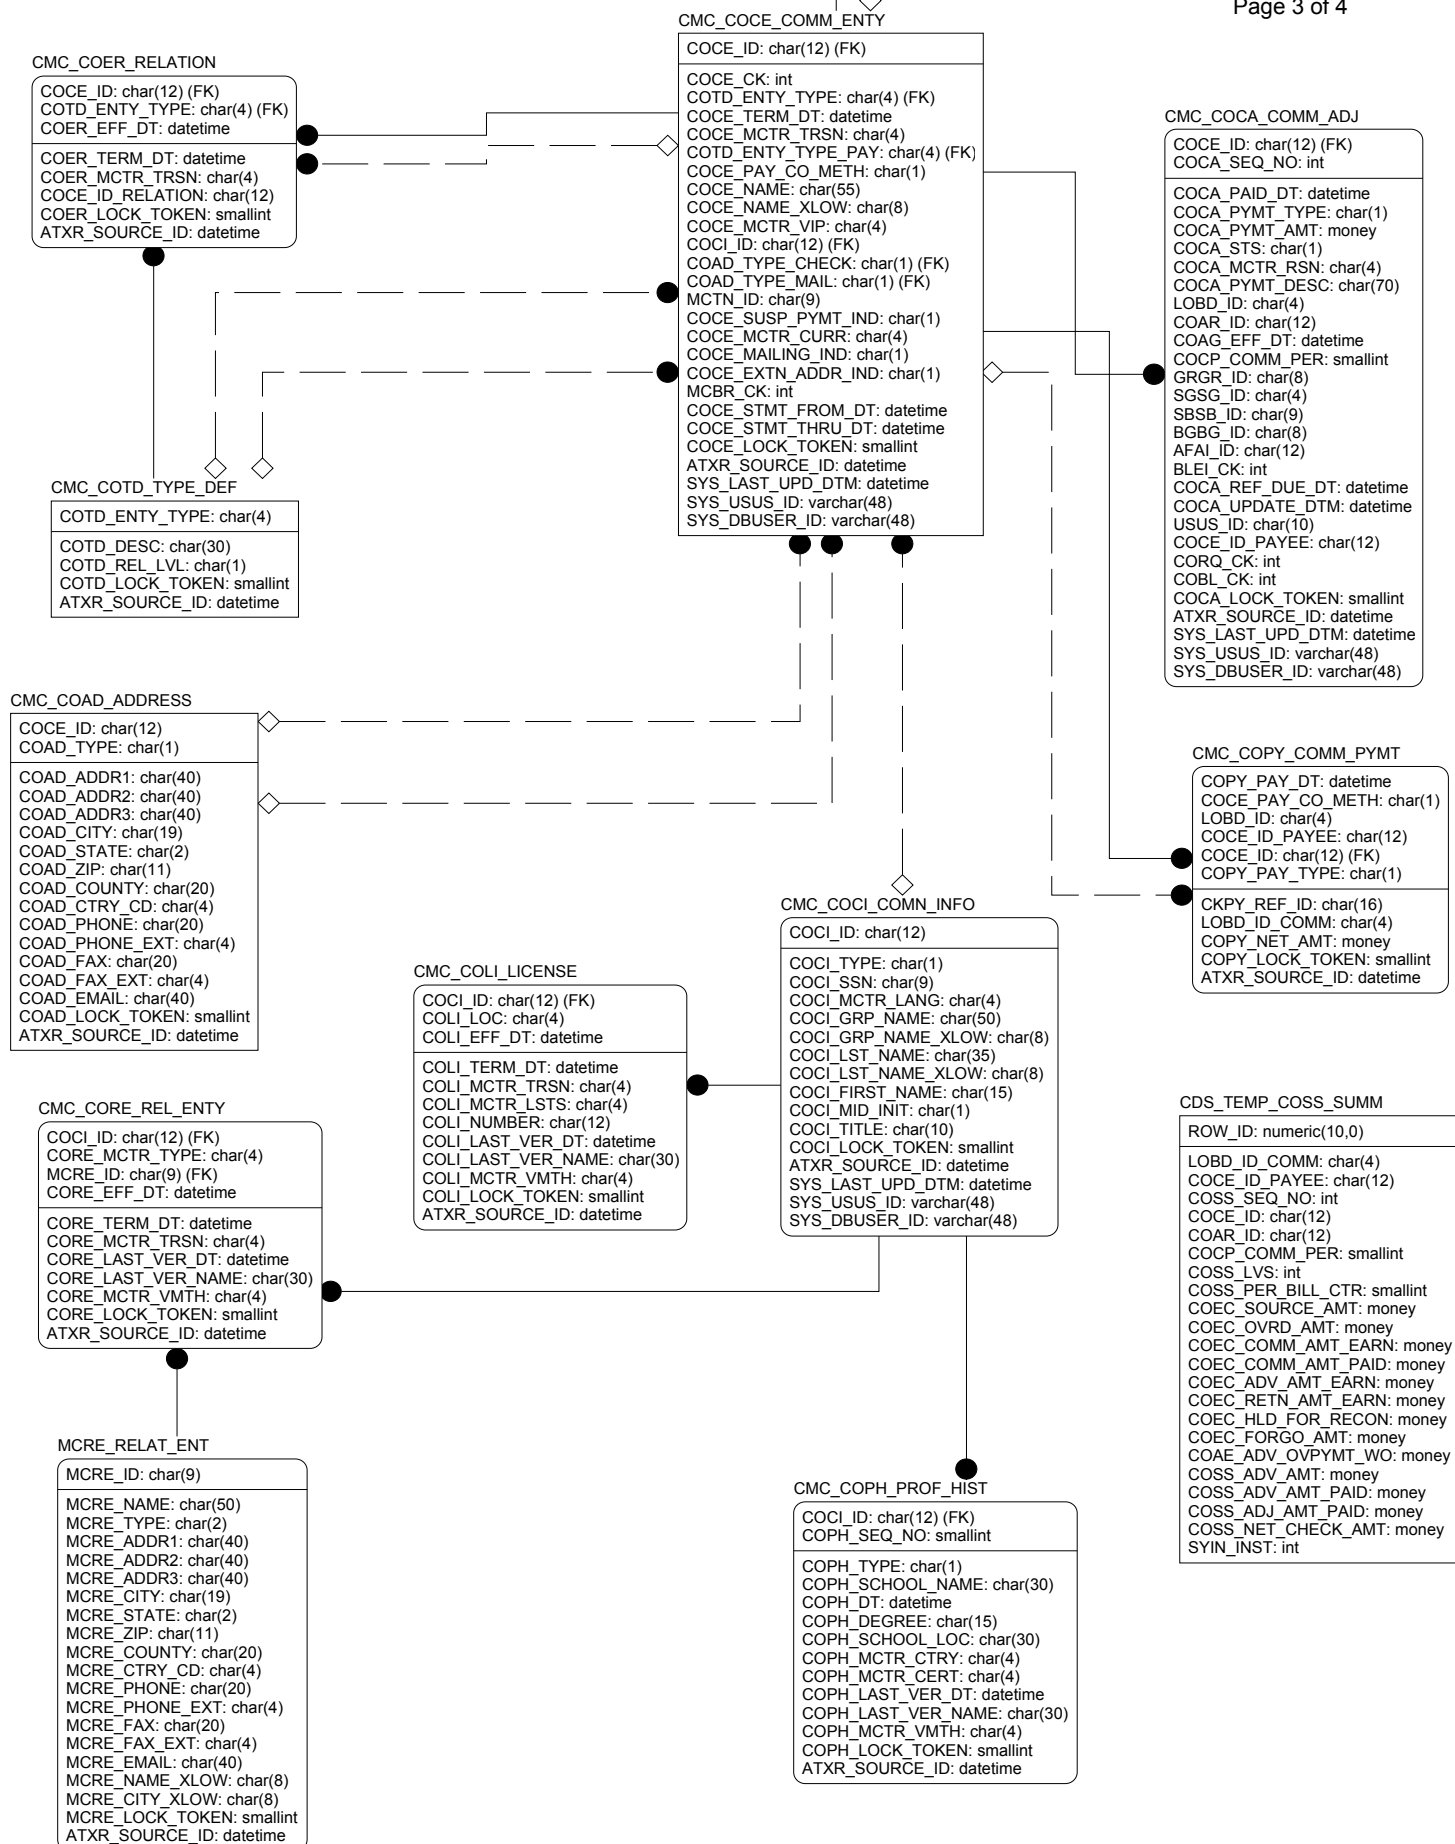 Page 3 of 4
CMC_COCE_COMM_ENTY
COCE_ID: char(12) (FK)
COCE_CK: int
COTD_ENTY_TYPE: char(4) (FK)
COCE_TERM_DT: datetime
COCE_MCTR_TRSN: char(4)
COTD_ENTY_TYPE_PAY: char(4) (FK)
COCE_PAY_CO_METH: char(1)
COCE_NAME: char(55)
COCE_NAME_XLOW: char(8)
COCE_MCTR_VIP: char(4)
COCI_ID: char(12) (FK)
COAD_TYPE_CHECK: char(1) (FK)
COAD_TYPE_MAIL: char(1) (FK)
MCTN_ID: char(9)
COCE_SUSP_PYMT_IND: char(1)
COCE_MCTR_CURR: char(4)
COCE_MAILING_IND: char(1)
COCE_EXTN_ADDR_IND: char(1)
MCBR_CK: int
COCE_STMT_FROM_DT: datetime
COCE_STMT_THRU_DT: datetime
COCE_LOCK_TOKEN: smallint
ATXR_SOURCE_ID: datetime
SYS_LAST_UPD_DTM: datetime
SYS_USUS_ID: varchar(48)
SYS_DBUSER_ID: varchar(48)
CMC_COER_RELATION
COCE_ID: char(12) (FK)
COTD_ENTY_TYPE: char(4) (FK)
COER_EFF_DT: datetime
COER_TERM_DT: datetime
COER_MCTR_TRSN: char(4)
COCE_ID_RELATION: char(12)
COER_LOCK_TOKEN: smallint
ATXR_SOURCE_ID: datetime
CMC_COCA_COMM_ADJ
COCE_ID: char(12) (FK)
COCA_SEQ_NO: int
COCA_PAID_DT: datetime
COCA_PYMT_TYPE: char(1)
COCA_PYMT_AMT: money
COCA_STS: char(1)
COCA_MCTR_RSN: char(4)
COCA_PYMT_DESC: char(70)
LOBD_ID: char(4)
COAR_ID: char(12)
COAG_EFF_DT: datetime
COCP_COMM_PER: smallint
GRGR_ID: char(8)
SGSG_ID: char(4)
SBSB_ID: char(9)
BGBG_ID: char(8)
AFAI_ID: char(12)
BLEI_CK: int
COCA_REF_DUE_DT: datetime
COCA_UPDATE_DTM: datetime
USUS_ID: char(10)
COCE_ID_PAYEE: char(12)
CORQ_CK: int
COBL_CK: int
COCA_LOCK_TOKEN: smallint
ATXR_SOURCE_ID: datetime
SYS_LAST_UPD_DTM: datetime
SYS_USUS_ID: varchar(48)
SYS_DBUSER_ID: varchar(48)
CMC_COTD_TYPE_DEF
COTD_ENTY_TYPE: char(4)
COTD_DESC: char(30)
COTD_REL_LVL: char(1)
COTD_LOCK_TOKEN: smallint
ATXR_SOURCE_ID: datetime
CMC_COAD_ADDRESS
COCE_ID: char(12)
COAD_TYPE: char(1)
COAD_ADDR1: char(40)
COAD_ADDR2: char(40)
COAD_ADDR3: char(40)
COAD_CITY: char(19)
COAD_STATE: char(2)
COAD_ZIP: char(11)
COAD_COUNTY: char(20)
COAD_CTRY_CD: char(4)
COAD_PHONE: char(20)
COAD_PHONE_EXT: char(4)
COAD_FAX: char(20)
COAD_FAX_EXT: char(4)
COAD_EMAIL: char(40)
COAD_LOCK_TOKEN: smallint
ATXR_SOURCE_ID: datetime
CMC_COPY_COMM_PYMT
COPY_PAY_DT: datetime
COCE_PAY_CO_METH: char(1)
LOBD_ID: char(4)
COCE_ID_PAYEE: char(12)
COCE_ID: char(12) (FK)
COPY_PAY_TYPE: char(1)
CKPY_REF_ID: char(16)
LOBD_ID_COMM: char(4)
COPY_NET_AMT: money
COPY_LOCK_TOKEN: smallint
ATXR_SOURCE_ID: datetime
CMC_COCI_COMN_INFO
COCI_ID: char(12)
COCI_TYPE: char(1)
COCI_SSN: char(9)
COCI_MCTR_LANG: char(4)
COCI_GRP_NAME: char(50)
COCI_GRP_NAME_XLOW: char(8)
COCI_LST_NAME: char(35)
COCI_LST_NAME_XLOW: char(8)
COCI_FIRST_NAME: char(15)
COCI_MID_INIT: char(1)
COCI_TITLE: char(10)
COCI_LOCK_TOKEN: smallint
ATXR_SOURCE_ID: datetime
SYS_LAST_UPD_DTM: datetime
SYS_USUS_ID: varchar(48)
SYS_DBUSER_ID: varchar(48)
CMC_COLI_LICENSE
COCI_ID: char(12) (FK)
COLI_LOC: char(4)
COLI_EFF_DT: datetime
COLI_TERM_DT: datetime
COLI_MCTR_TRSN: char(4)
COLI_MCTR_LSTS: char(4)
COLI_NUMBER: char(12)
COLI_LAST_VER_DT: datetime
COLI_LAST_VER_NAME: char(30)
COLI_MCTR_VMTH: char(4)
COLI_LOCK_TOKEN: smallint
ATXR_SOURCE_ID: datetime
CMC_CORE_REL_ENTY
COCI_ID: char(12) (FK)
CORE_MCTR_TYPE: char(4)
MCRE_ID: char(9) (FK)
CORE_EFF_DT: datetime
CORE_TERM_DT: datetime
CORE_MCTR_TRSN: char(4)
CORE_LAST_VER_DT: datetime
CORE_LAST_VER_NAME: char(30)
CORE_MCTR_VMTH: char(4)
CORE_LOCK_TOKEN: smallint
ATXR_SOURCE_ID: datetime
CDS_TEMP_COSS_SUMM
ROW_ID: numeric(10,0)
LOBD_ID_COMM: char(4)
COCE_ID_PAYEE: char(12)
COSS_SEQ_NO: int
COCE_ID: char(12)
COAR_ID: char(12)
COCP_COMM_PER: smallint
COSS_LVS: int
COSS_PER_BILL_CTR: smallint
COEC_SOURCE_AMT: money
COEC_OVRD_AMT: money
COEC_COMM_AMT_EARN: money
COEC_COMM_AMT_PAID: money
COEC_ADV_AMT_EARN: money
COEC_RETN_AMT_EARN: money
COEC_HLD_FOR_RECON: money
COEC_FORGO_AMT: money
COAE_ADV_OVPYMT_WO: money
COSS_ADV_AMT: money
COSS_ADV_AMT_PAID: money
COSS_ADJ_AMT_PAID: money
COSS_NET_CHECK_AMT: money
SYIN_INST: int
MCRE_RELAT_ENT
MCRE_ID: char(9)
MCRE_NAME: char(50)
MCRE_TYPE: char(2)
MCRE_ADDR1: char(40)
MCRE_ADDR2: char(40)
MCRE_ADDR3: char(40)
MCRE_CITY: char(19)
MCRE_STATE: char(2)
MCRE_ZIP: char(11)
MCRE_COUNTY: char(20)
MCRE_CTRY_CD: char(4)
MCRE_PHONE: char(20)
MCRE_PHONE_EXT: char(4)
MCRE_FAX: char(20)
MCRE_FAX_EXT: char(4)
MCRE_EMAIL: char(40)
MCRE_NAME_XLOW: char(8)
MCRE_CITY_XLOW: char(8)
MCRE_LOCK_TOKEN: smallint
ATXR_SOURCE_ID: datetime
CMC_COPH_PROF_HIST
COCI_ID: char(12) (FK)
COPH_SEQ_NO: smallint
COPH_TYPE: char(1)
COPH_SCHOOL_NAME: char(30)
COPH_DT: datetime
COPH_DEGREE: char(15)
COPH_SCHOOL_LOC: char(30)
COPH_MCTR_CTRY: char(4)
COPH_MCTR_CERT: char(4)
COPH_LAST_VER_DT: datetime
COPH_LAST_VER_NAME: char(30)
COPH_MCTR_VMTH: char(4)
COPH_LOCK_TOKEN: smallint
ATXR_SOURCE_ID: datetime